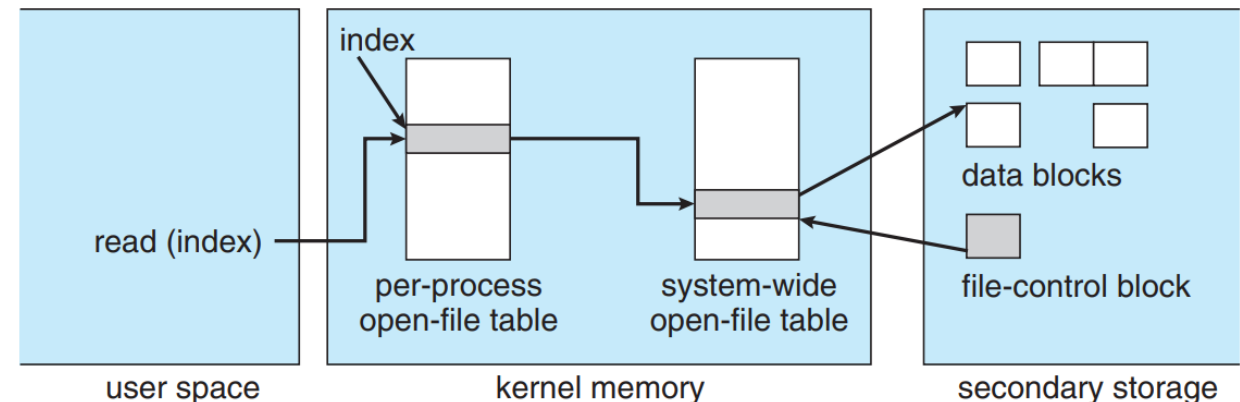 index
read (index)
per-process
open-file table
system-wide
open-file table
data blocks
file-control block
user space
kernel memory
secondary storage